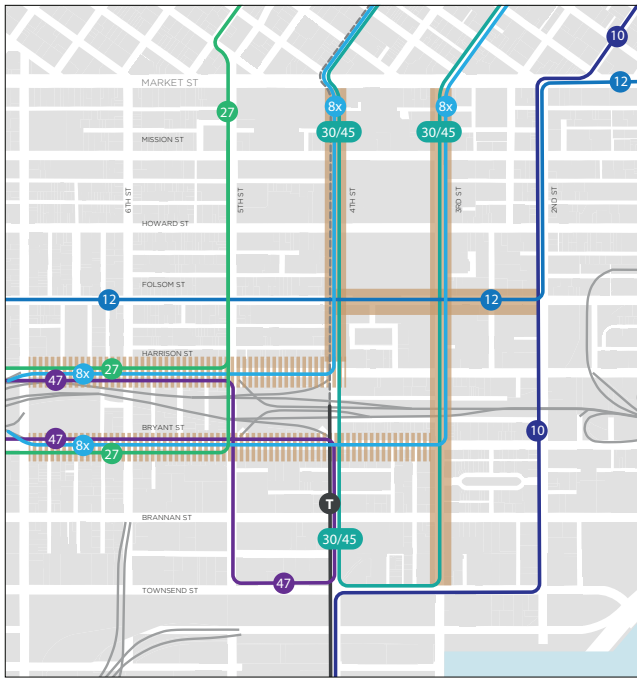 10
MARKET ST
12
27
8x
8x
30/45
30/45
MISSION ST
6TH ST
5TH ST
4TH ST
3RD ST
2ND ST
HOWARD ST
FOLSOM ST
12
12
HARRISON ST
27
8x
47
BRYANT ST
47
8x
27
10
T
BRANNAN ST
30/45
47
TOWNSEND ST